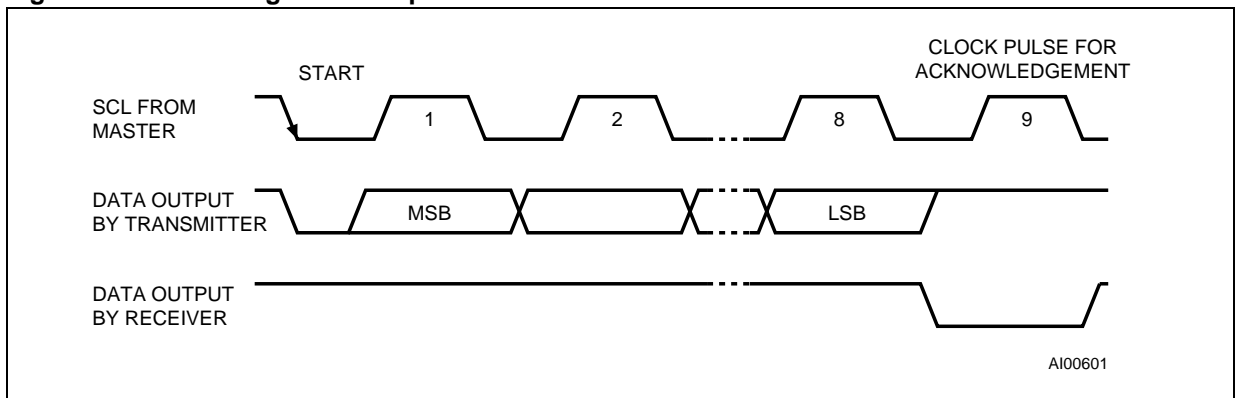 CLOCK PULSE FOR
ACKNOWLEDGEMENT
START
SCL FROM
MASTER
1
2
8
9
DATA OUTPUT
BY TRANSMITTER
MSB
LSB
DATA OUTPUT
BY RECEIVER
AI00601